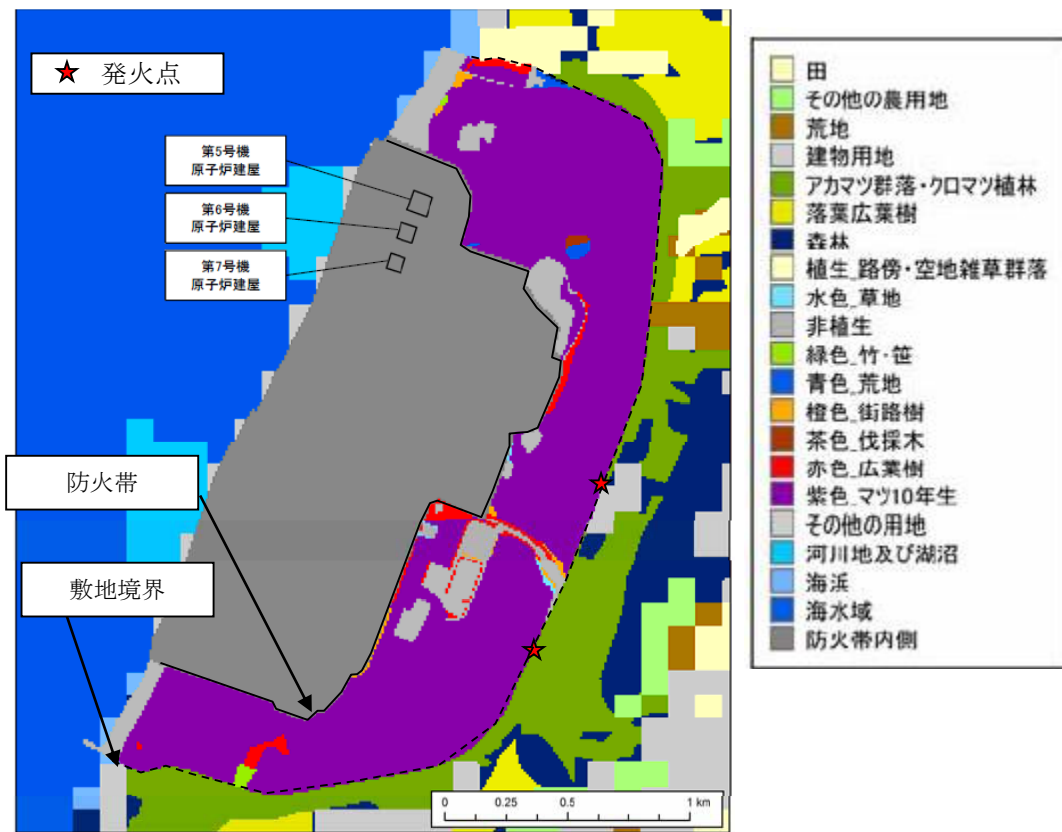 発火点
第5号機
原子炉建屋
第6号機
原子炉建屋
第7号機
原子炉建屋
防火帯
敷地境界
0 0.25 0.5 1 km
田
その他の農用地
荒地
建物用地
アカマツ群落・クロマツ植林
落葉広葉樹
森林
植生_路傍・空地雑草群落
水色_草地
非植生
緑色_竹・笹
青色_荒地
橙色_街路樹
茶色_伐採木
赤色_広葉樹
紫色_マツ10年生
その他の用地
河川地及び湖沼
海浜
海水域
防火帯内側